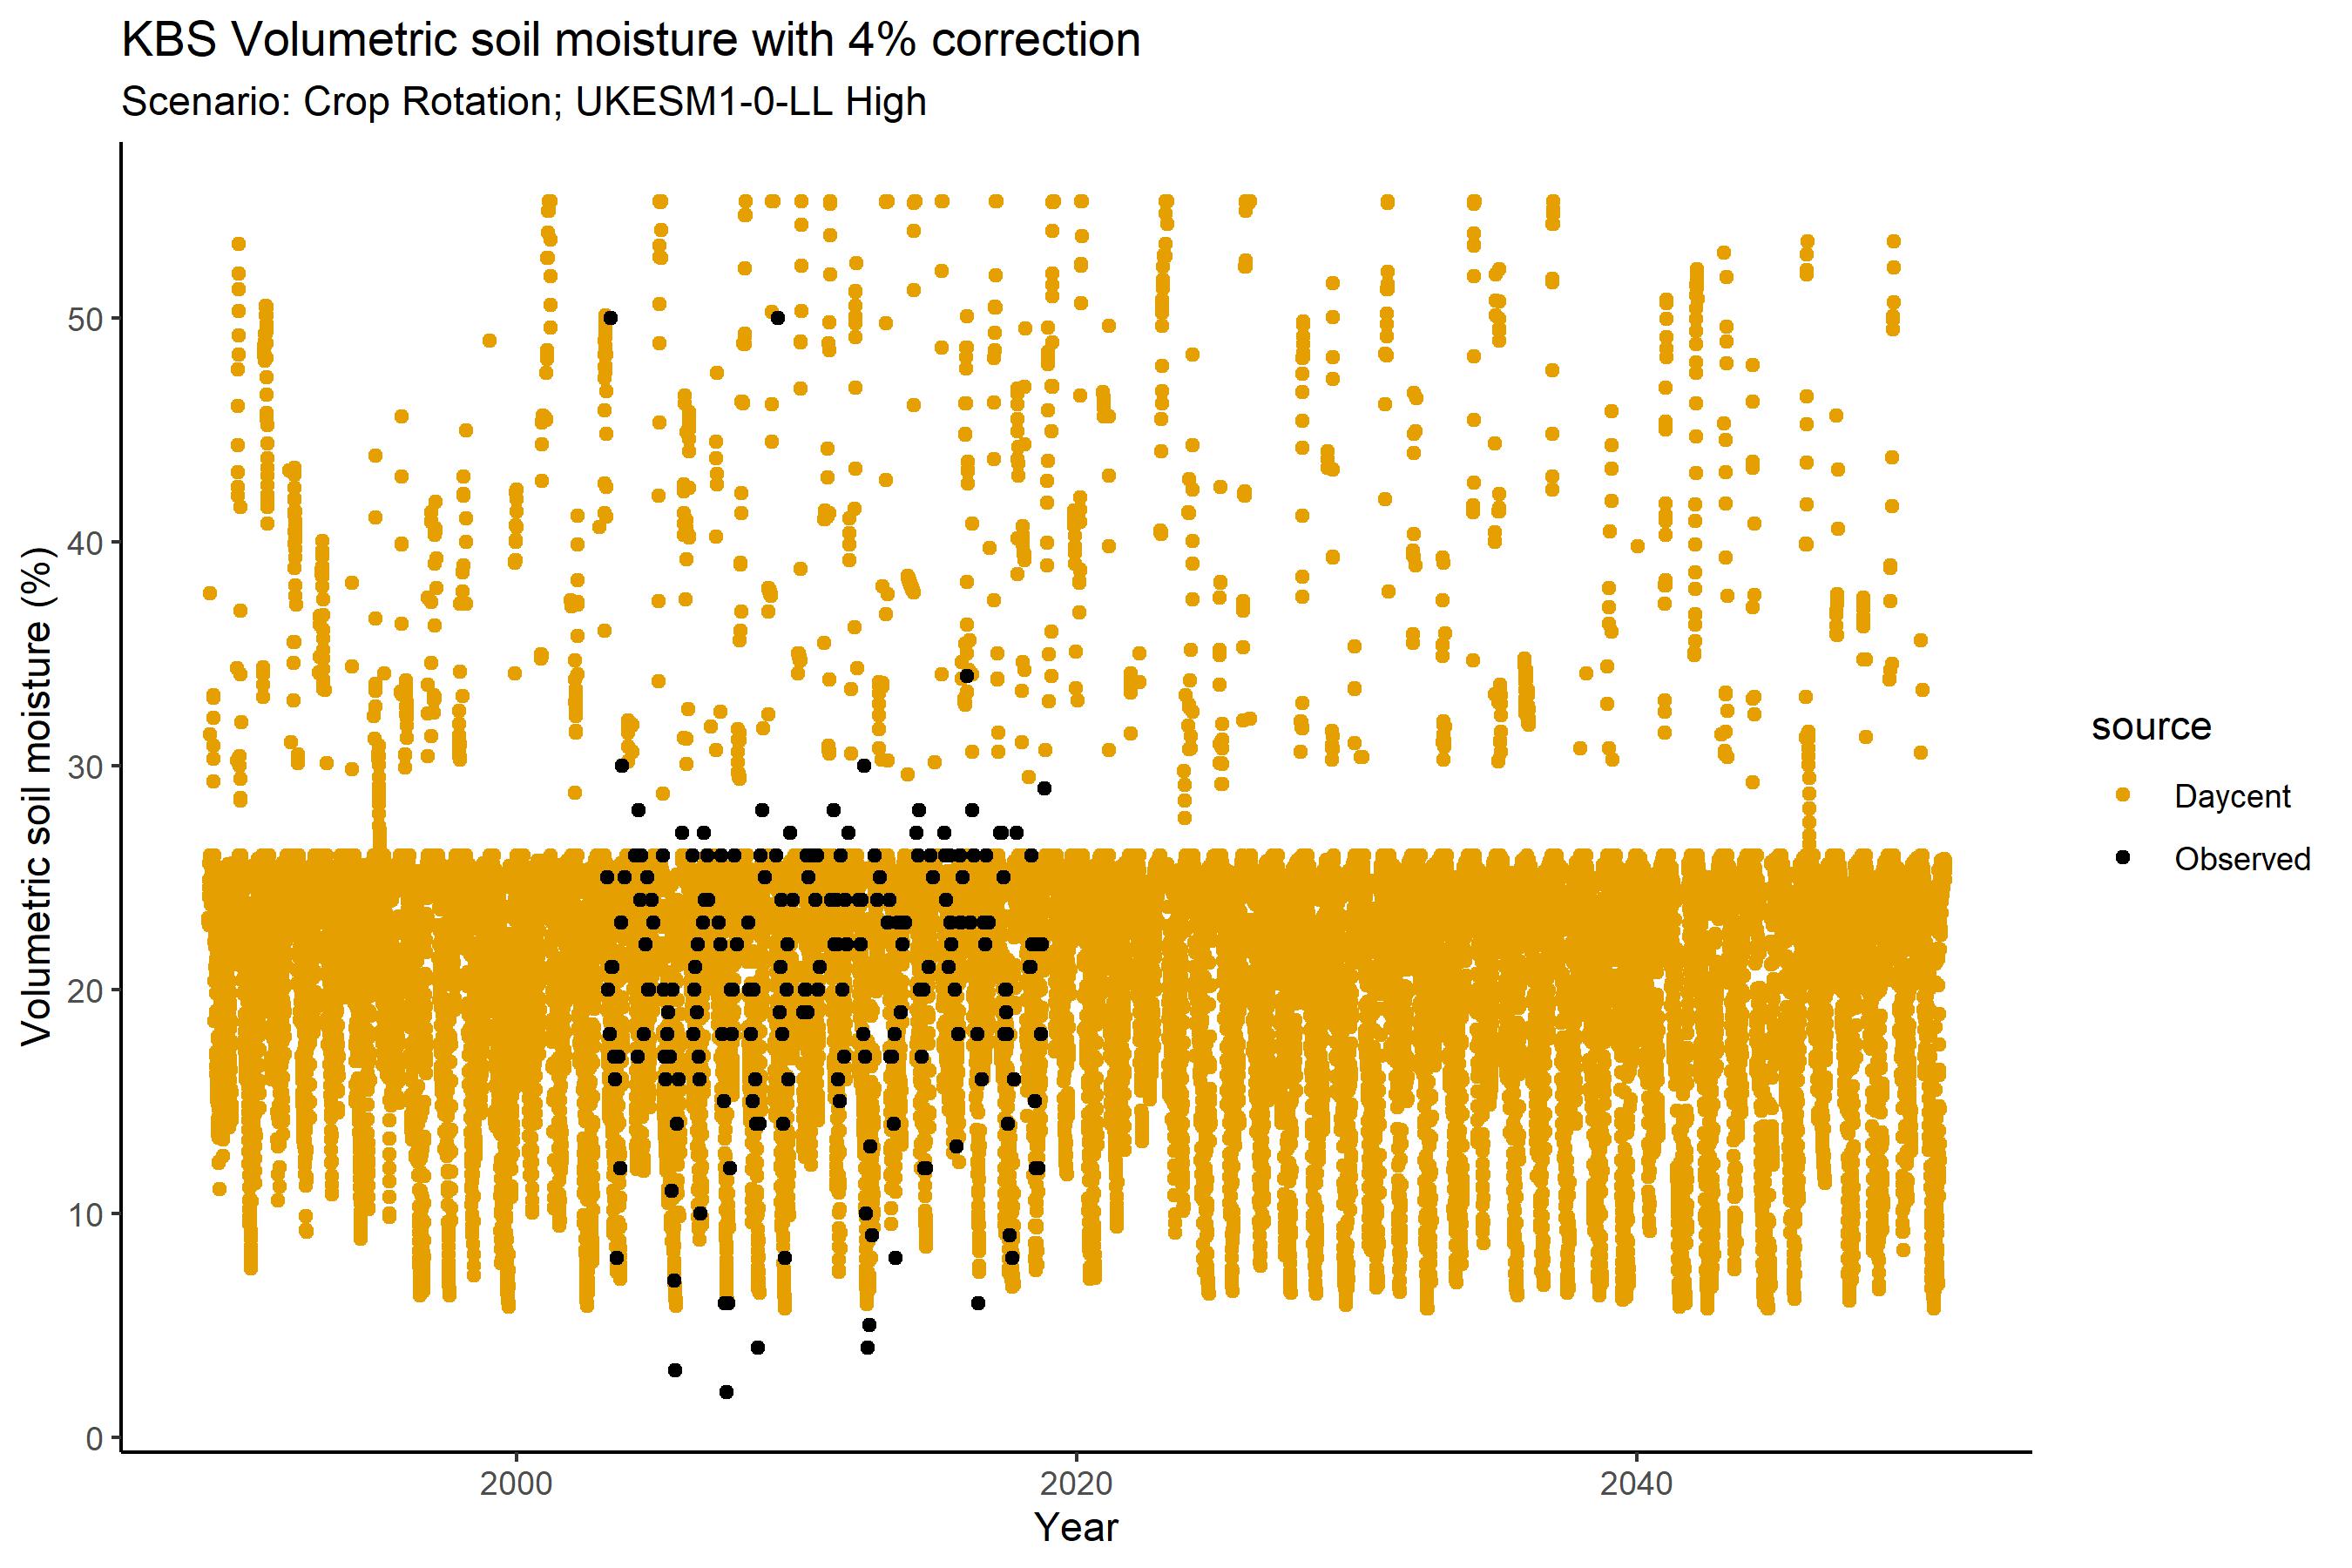 KBS Volumetric soil moisture with 4% correction
Scenario: Crop Rotation; UKESM1-0-LL High
Volumetric soil moisture (%)
50
40
30
20
10
0
2000
2020
2040
Year
source
Daycent
Observed